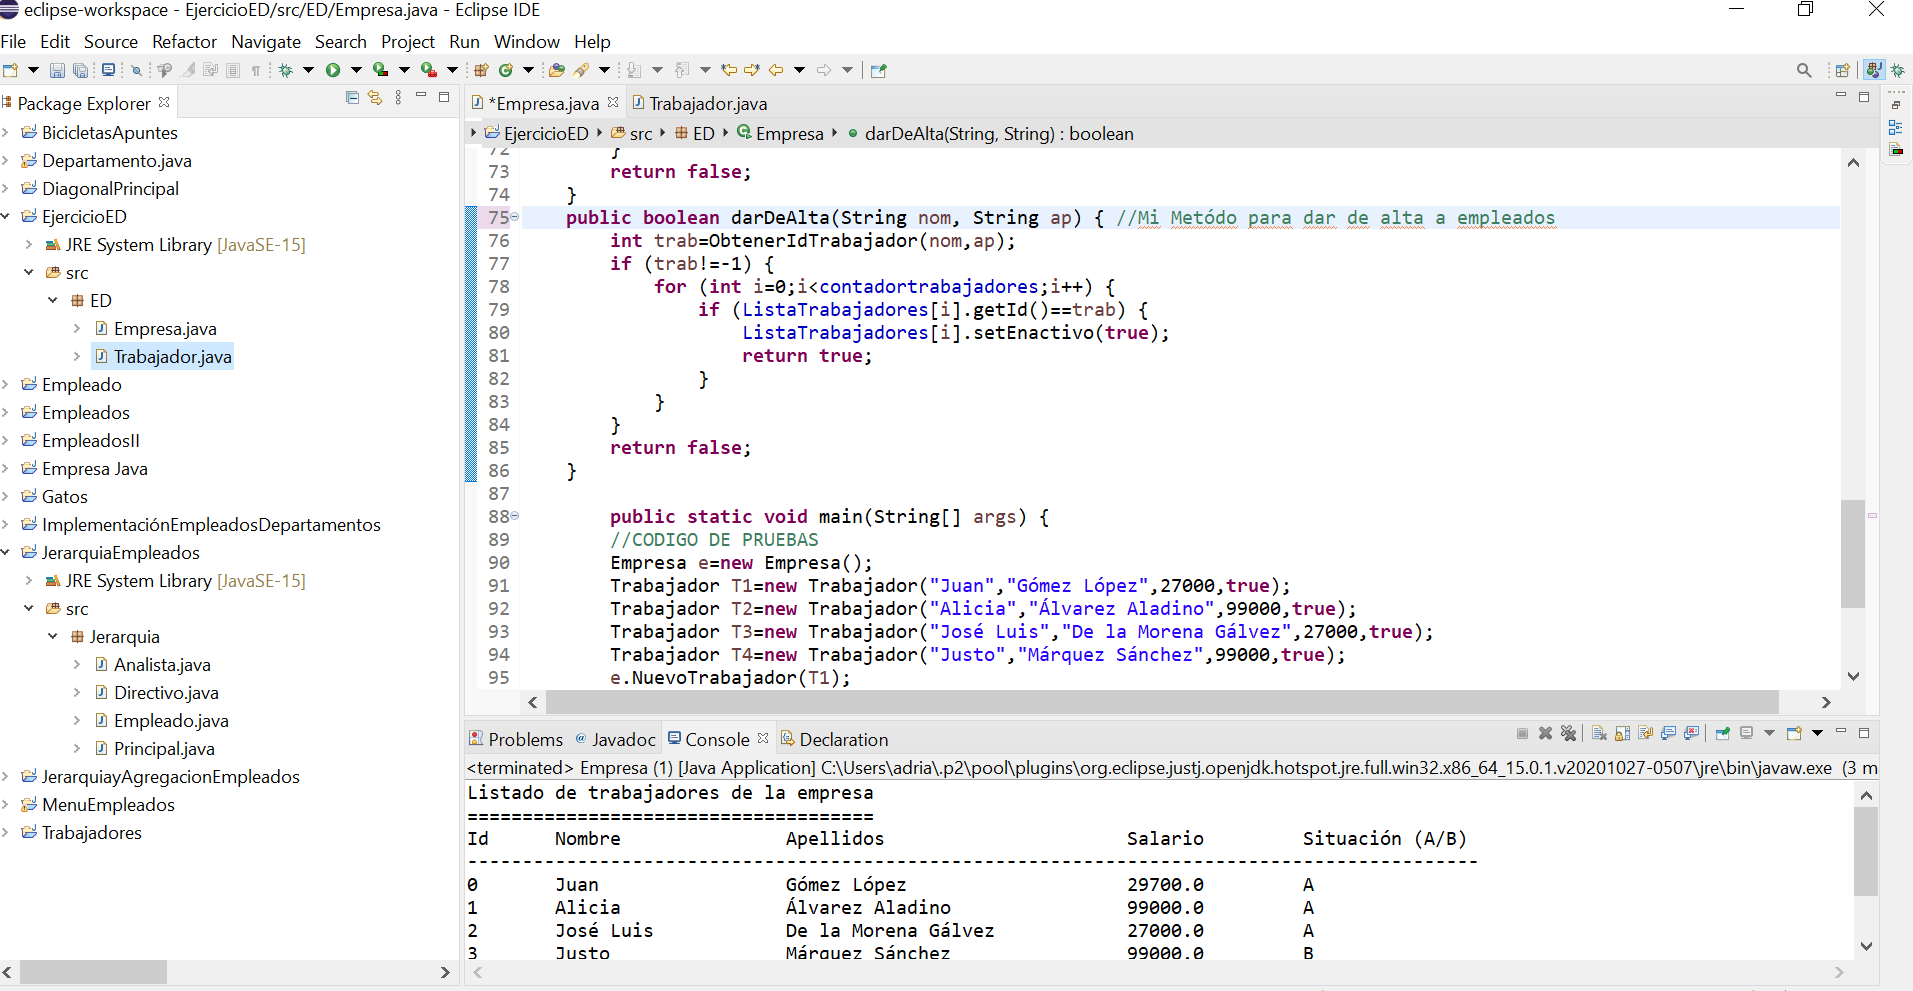 eclipse-workspace - EjercicioED/src/ED/Empresa.java - Eclipse IDE
File Edit Source Refactor Navigate Search Project Run Window Help
Package Explorer
BicicletasApuntes
Departamento.java
DiagonalPrincipal
EjercicioED
JRE System Library [JavaSE-15]
src
ED
Empresa.java
Trabajador.java
Empleado
Empleados
EmpleadosII
Empresa Java
Gatos
ImplementaciónEmpleadosDepartamentos
JerarquiaEmpleados
JRE System Library [JavaSE-15]
src
Jerarquia
Analista.java
Directivo.java
Empleado.java
Principal.java
JerarquiayAgregacionEmpleados
MenuEmpleados
Trabajadores
*Empresa.java Trabajador.java
EjercicioED src ED Empresa darDeAlta(String, String) : boolean
72 }
73 return false;
74 }
75 public boolean darDeAlta(String nom, String ap) { //Mi Metódo para dar de alta a empleados
76 int trab=ObtenerIdTrabajador(nom,ap);
77 if (trab!=-1) {
78 for (int i=0;i<contadortrabajadores;i++) {
79 if (ListaTrabajadores[i].getId()==trab) {
80 ListaTrabajadores[i].setEnactivo(true);
81 return true;
82 }
83 }
84 }
85 return false;
86 }
87
88 public static void main(String[] args) {
89 //CODIGO DE PRUEBAS
90 Empresa e=new Empresa();
91 Trabajador T1=new Trabajador("Juan","Gómez López",27000,true);
92 Trabajador T2=new Trabajador("Alicia","Álvarez Aladino",99000,true);
93 Trabajador T3=new Trabajador("José Luis","De la Morena Gálvez",27000,true);
94 Trabajador T4=new Trabajador("Justo","Márquez Sánchez",99000,true);
95 e.NuevoTrabajador(T1);
Problems @ Javadoc Console Declaration
<terminated> Empresa (1) [Java Application] C:\Users\adria\.p2\pool\plugins\org.eclipse.justj.openjdk.hotspot.jre.full.win32.x86_64_15.0.1.v20201027-0507\jre\bin\javaw.exe (3 m
Listado de trabajadores de la empresa
=====================================
Id Nombre Apellidos Salario Situación (A/B)
--------------------------------------------------------------------------------------------
0 Juan Gómez López 29700.0 A
1 Alicia Álvarez Aladino 99000.0 A
2 José Luis De la Morena Gálvez 27000.0 A
3 Justo Márquez Sánchez 99000.0 B